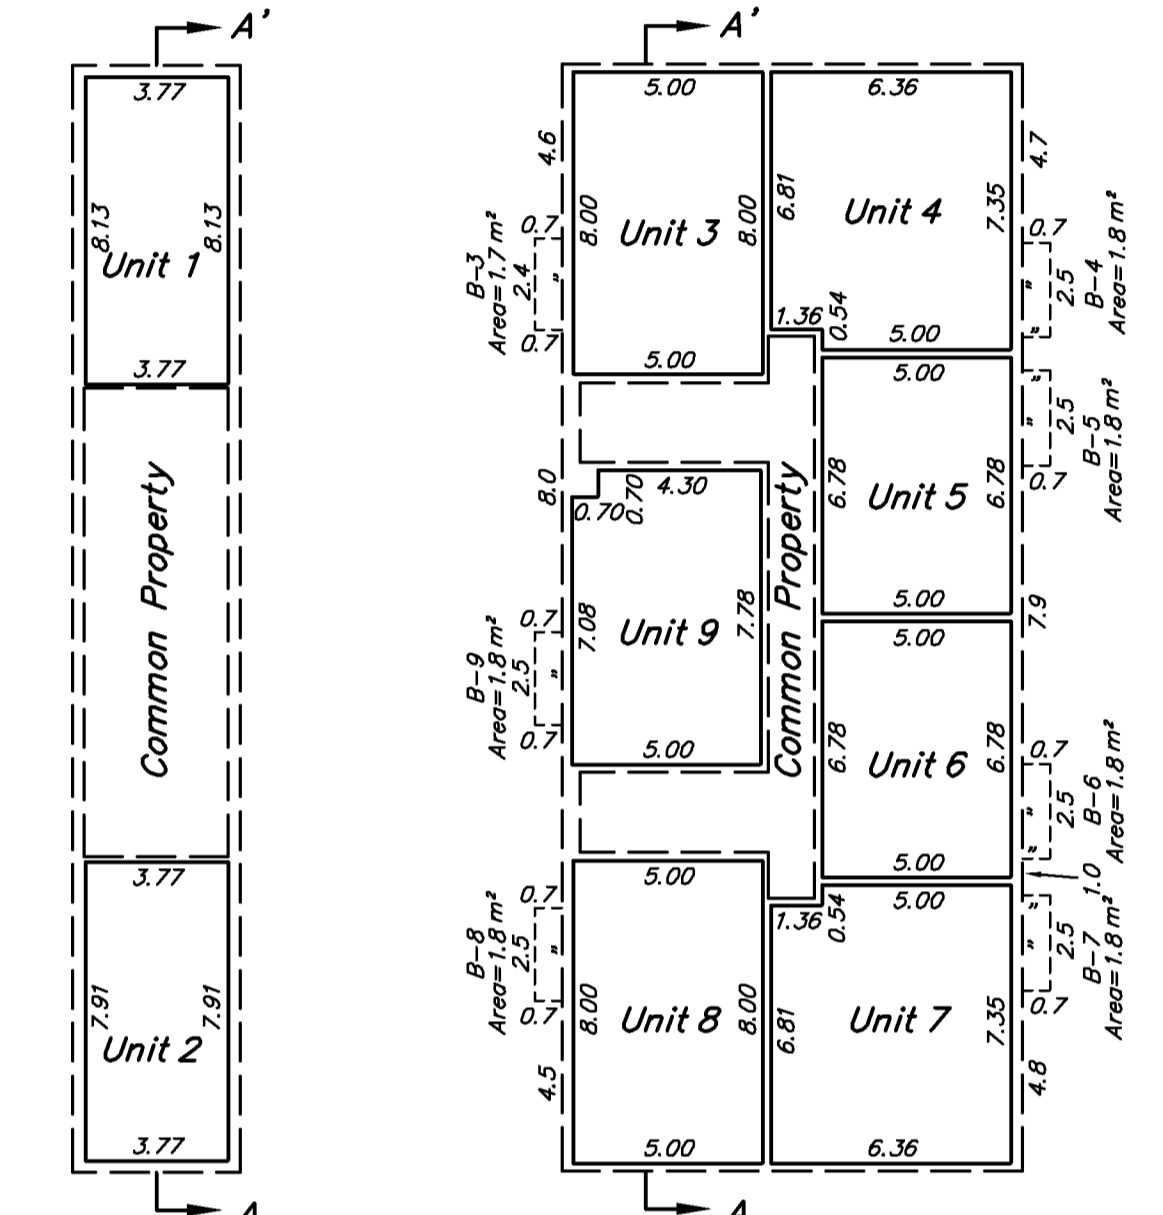 A'
3.77
8.13
8.13
Unit 1
3.77
Common Property
3.77
7.91
7.91
Unit 2
3.77
A
A'
5.00
4.6
8.00
8.00
Unit 3
0.7
B-3
Area=1.7 m²
2.4
"
0.7
5.00
6.36
4.7
6.81
7.35
Unit 4
0.7
B-4
Area=1.8 m²
2.5
"
"
1.36
0.54
5.00
5.00
"
B-5
Area=1.8 m²
2.5
"
0.7
6.78
6.78
Unit 5
5.00
8.0
4.30
0.70
0.70
7.08
7.78
Unit 9
0.7
B-9
Area=1.8 m²
2.5
"
0.7
5.00
Common Property
7.9
5.00
6.78
6.78
Unit 6
0.7
B-6
Area=1.8 m²
2.5
"
"
5.00
1.0
5.00
0.7
B-8
Area=1.8 m²
2.5
"
0.7
8.00
8.00
Unit 8
4.5
5.00
5.00
1.36
0.54
"
B-7
Area=1.8 m²
2.5
"
0.7
6.81
7.35
Unit 7
4.8
6.36
A